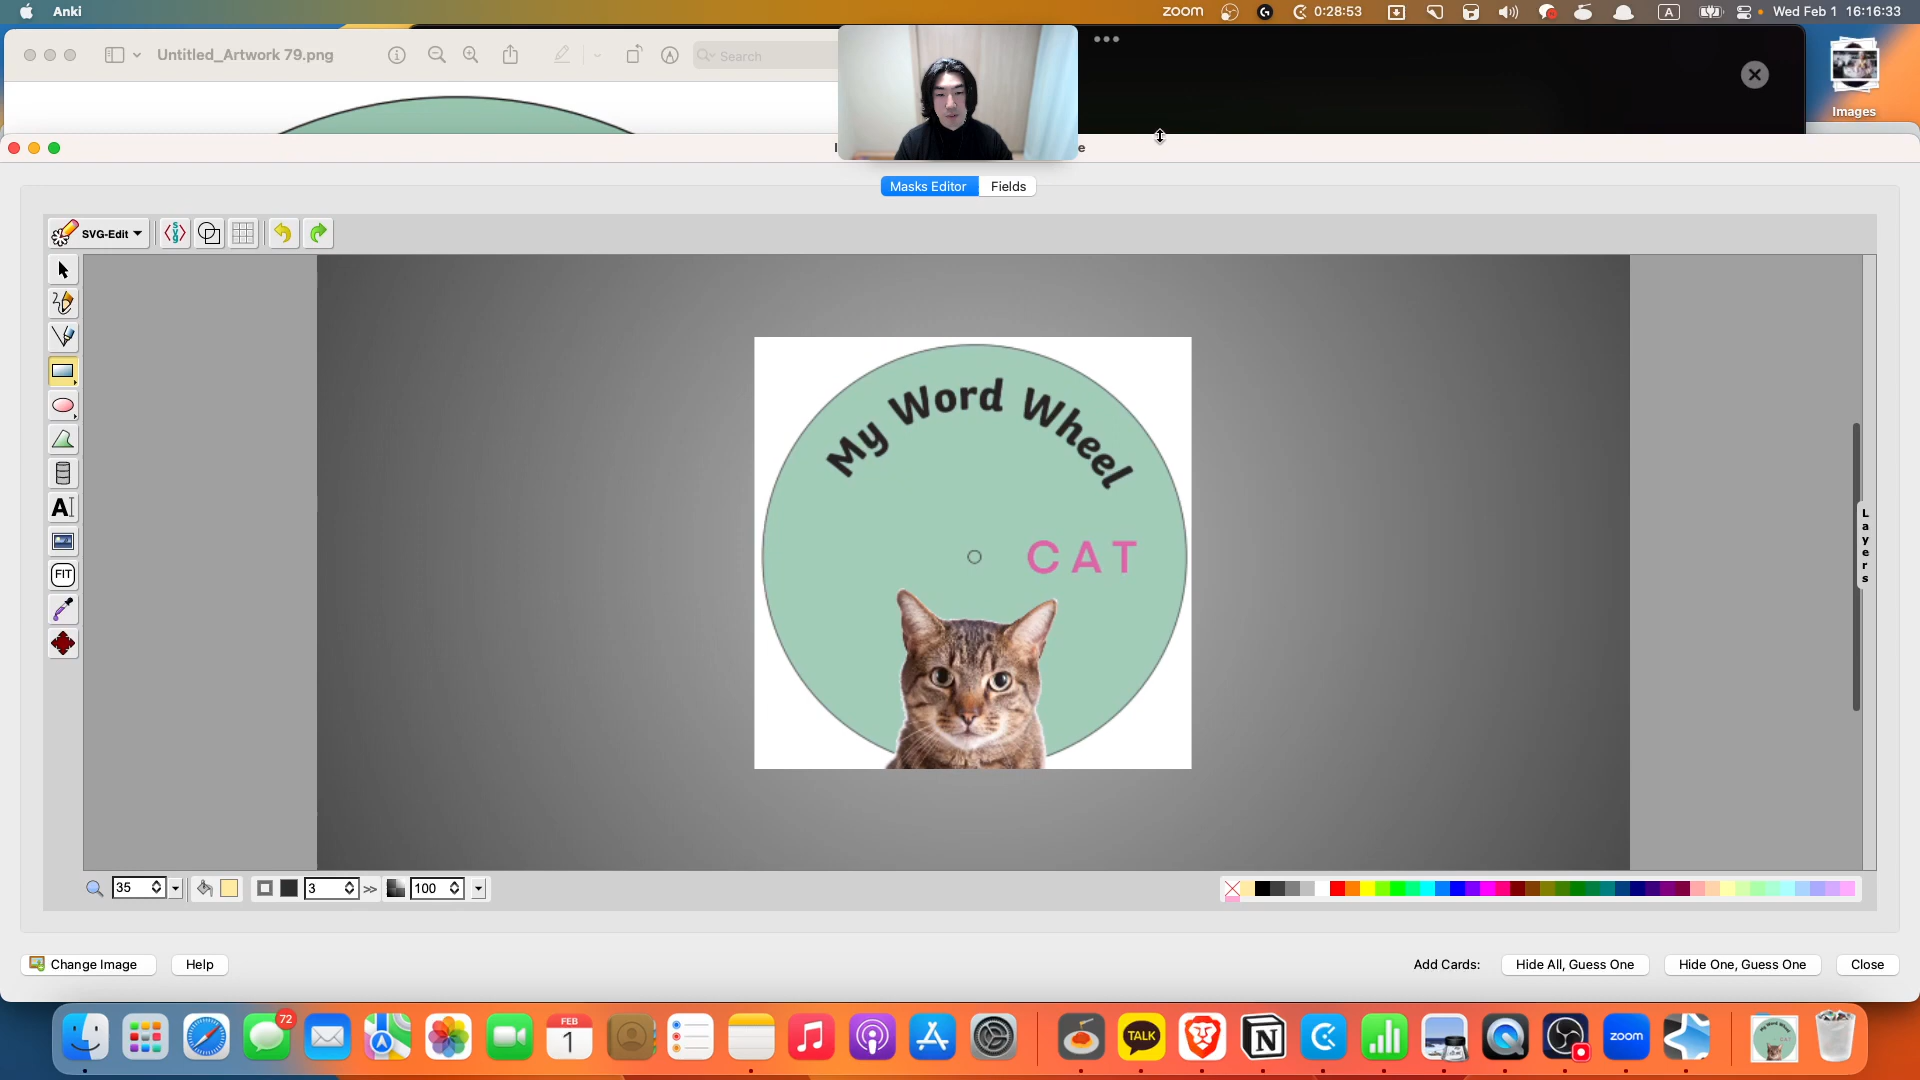 Anki
zoom
0:28:53
A
Wed Feb 1 16:16:33
Untitled_Artwork 79.png
Search
Images
e
Masks Editor
Fields
SVG-Edit
My Word Wheel
CAT
A
FIT
Layers
35
3
>>
100
Change Image
Help
Add Cards:
Hide All, Guess One
Hide One, Guess One
Close
72
FEB
1
TALK
zoom